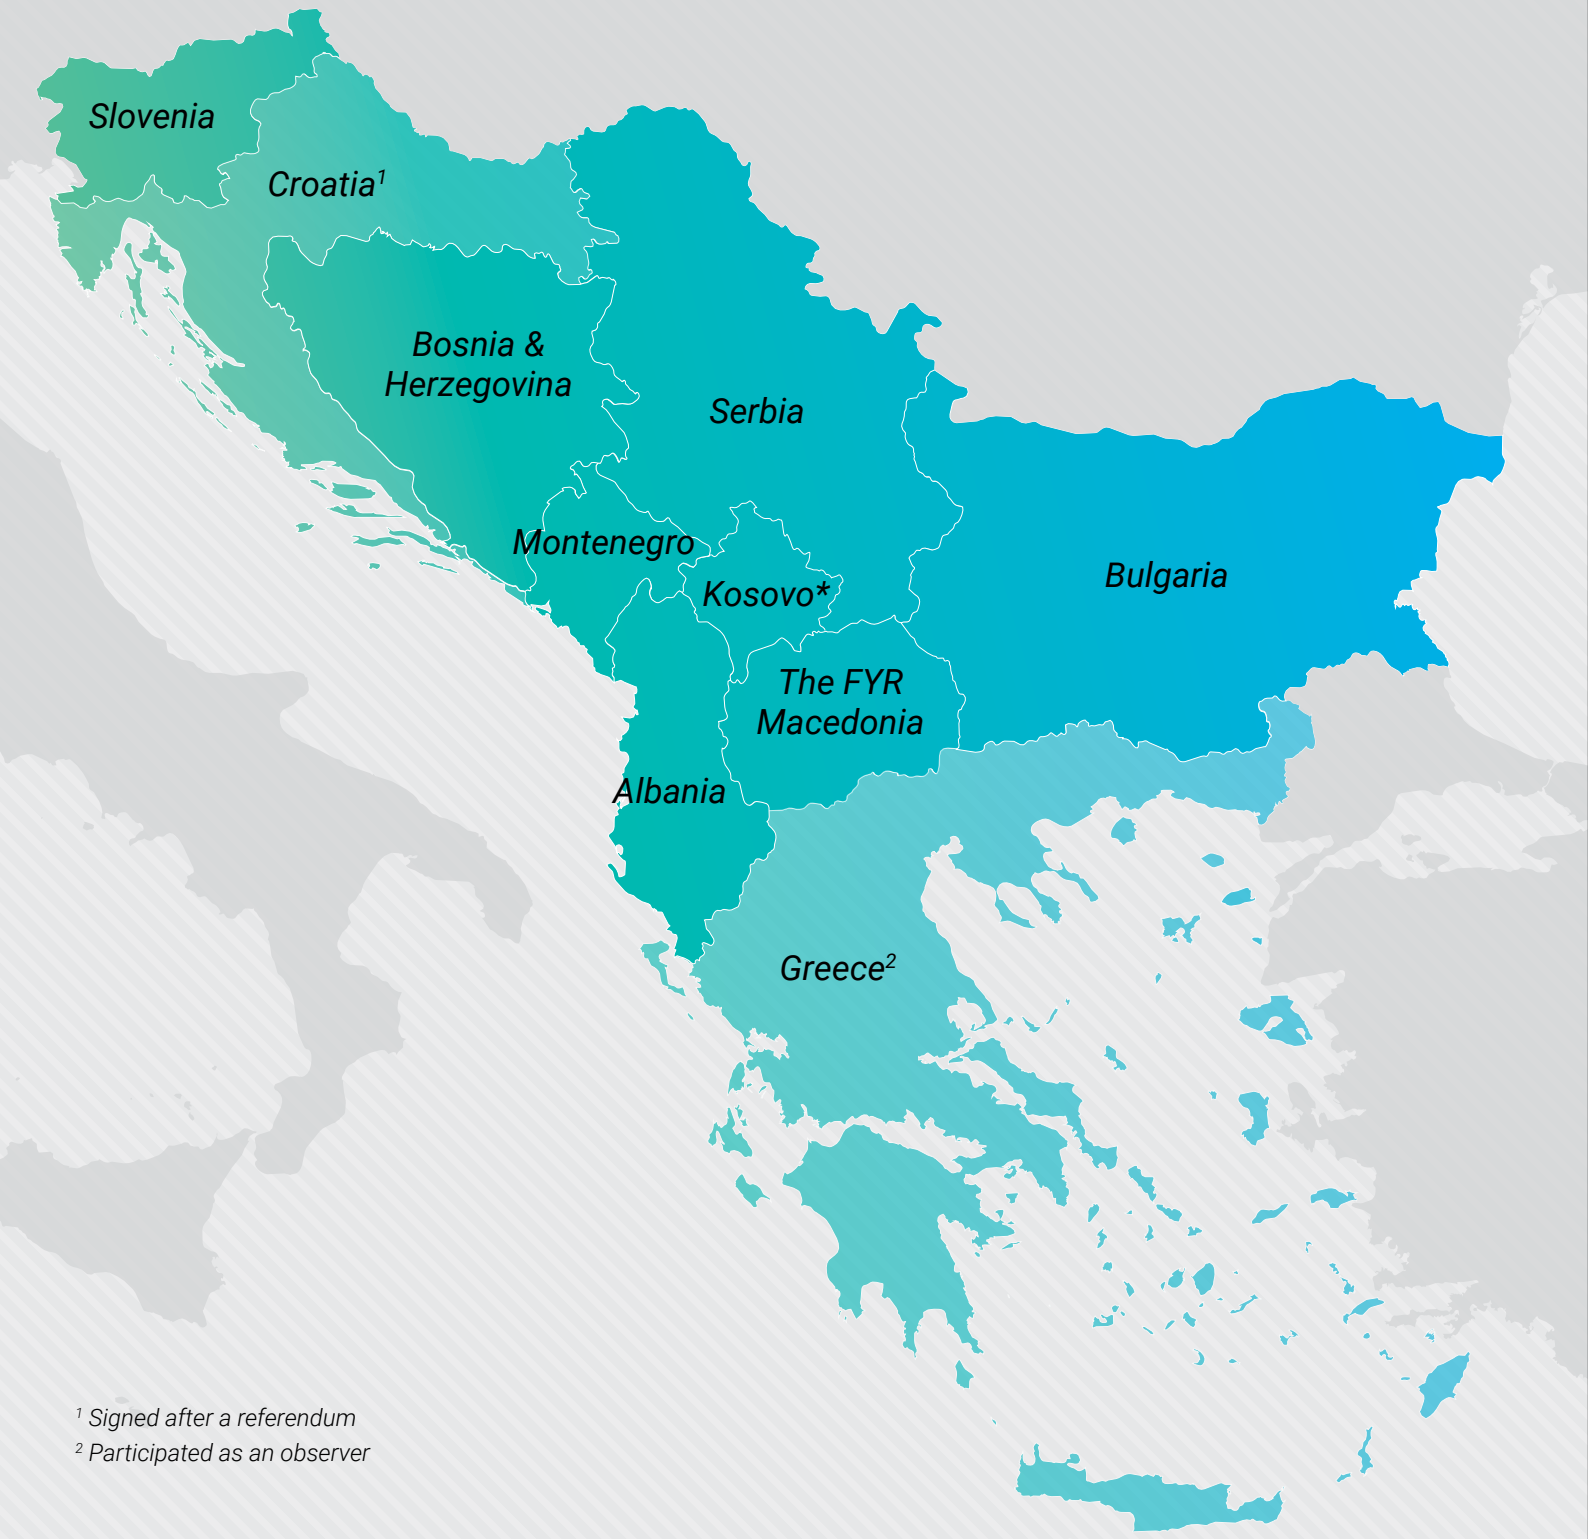 Slovenia
Croatia¹
Bosnia &
Herzegovina
Serbia
Montenegro
Kosovo*
Bulgaria
The FYR
Macedonia
Albania
Greece²
¹ Signed after a referendum
² Participated as an observer